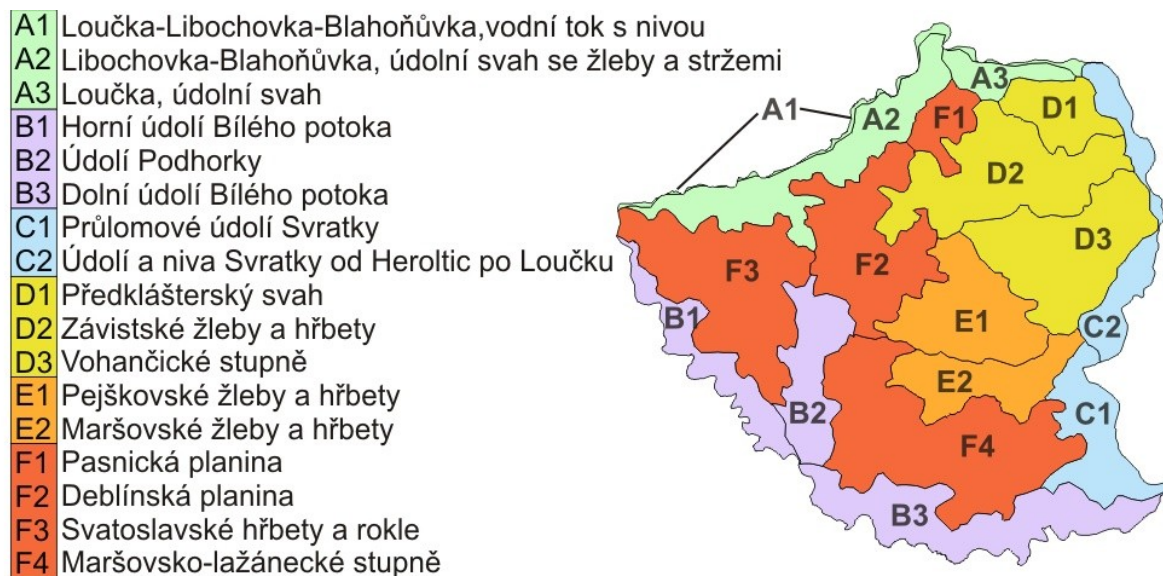 A1 Loučka-Libochovka-Blahoňůvka,vodní tok s nivou
A2 Libochovka-Blahoňůvka, údolní svah se žleby a stržemi
A3 Loučka, údolní svah
B1 Horní údolí Bílého potoka
B2 Údolí Podhorky
B3 Dolní údolí Bílého potoka
C1 Průlomové údolí Svratky
C2 Údolí a niva Svratky od Heroltic po Loučku
D1 Předklášterský svah
D2 Závistské žleby a hřbety
D3 Vohančické stupně
E1 Pejškovské žleby a hřbety
E2 Maršovské žleby a hřbety
F1 Pasnická planina
F2 Deblínská planina
F3 Svatoslavské hřbety a rokle
F4 Maršovsko-lažánecké stupně
A1
A2
A3
F1
D1
D2
D3
F3
F2
B1
E1
C2
E2
B2
C1
F4
B3